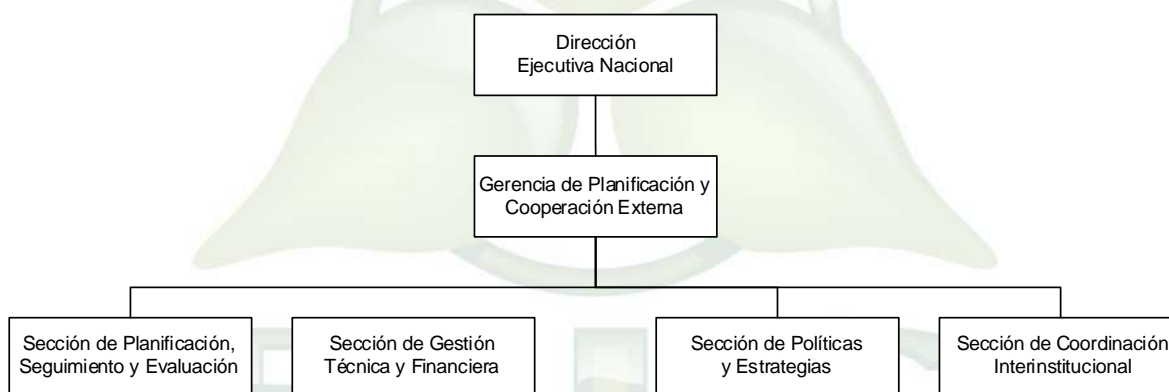 Dirección
Ejecutiva Nacional
Gerencia de Planificación y
Cooperación Externa
Sección de Planificación,
Seguimiento y Evaluación
Sección de Gestión
Técnica y Financiera
Sección de Políticas
y Estrategias
Sección de Coordinación
Interinstitucional